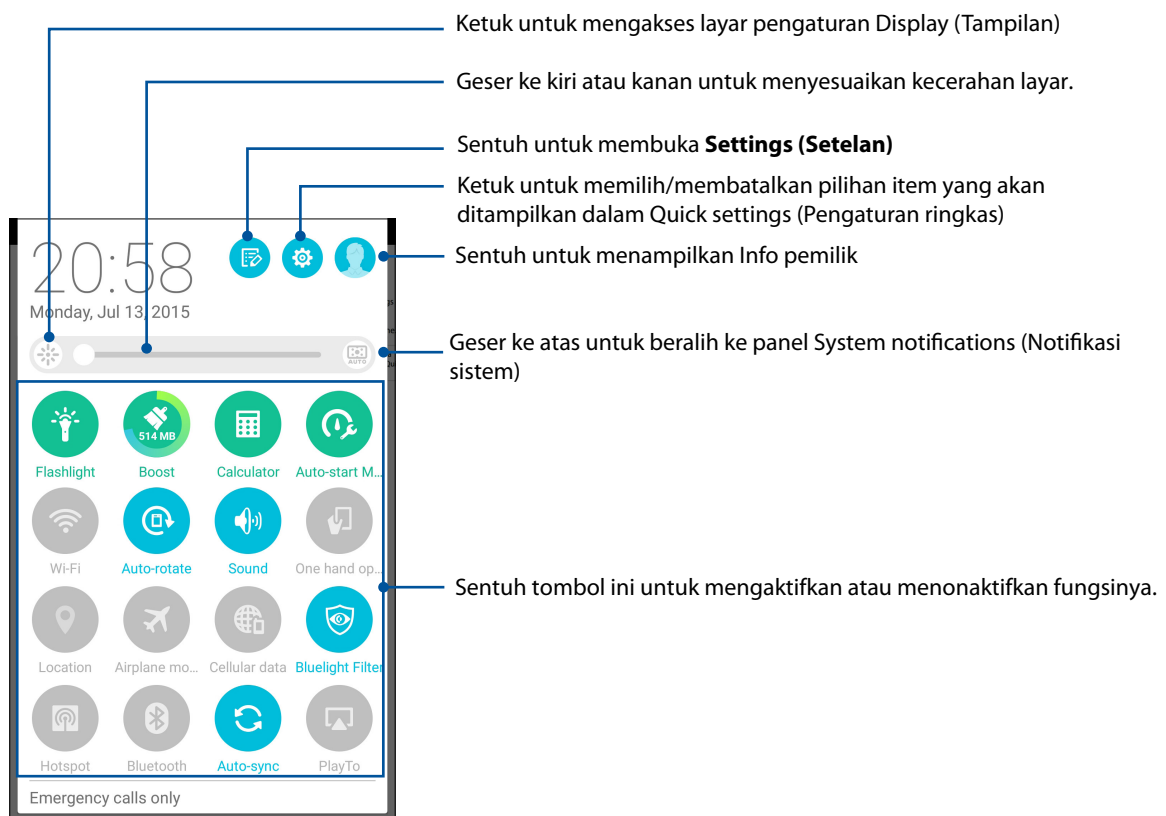 Ketuk untuk mengakses layar pengaturan Display (Tampilan)
Geser ke kiri atau kanan untuk menyesuaikan kecerahan layar.
Sentuh untuk membuka Settings (Setelan)
Ketuk untuk memilih/membatalkan pilihan item yang akan
ditampilkan dalam Quick settings (Pengaturan ringkas)
Sentuh untuk menampilkan Info pemilik
Geser ke atas untuk beralih ke panel System notifications (Notifikasi
sistem)
Sentuh tombol ini untuk mengaktifkan atau menonaktifkan fungsinya.
20:58
Monday, Jul 13, 2015
AUTO
514 MB
Flashlight Boost Calculator Auto-start M...
Wi-Fi Auto-rotate Sound One hand op...
Location Airplane mo... Cellular data Bluelight Filter
Hotspot Bluetooth Auto-sync PlayTo
Emergency calls only